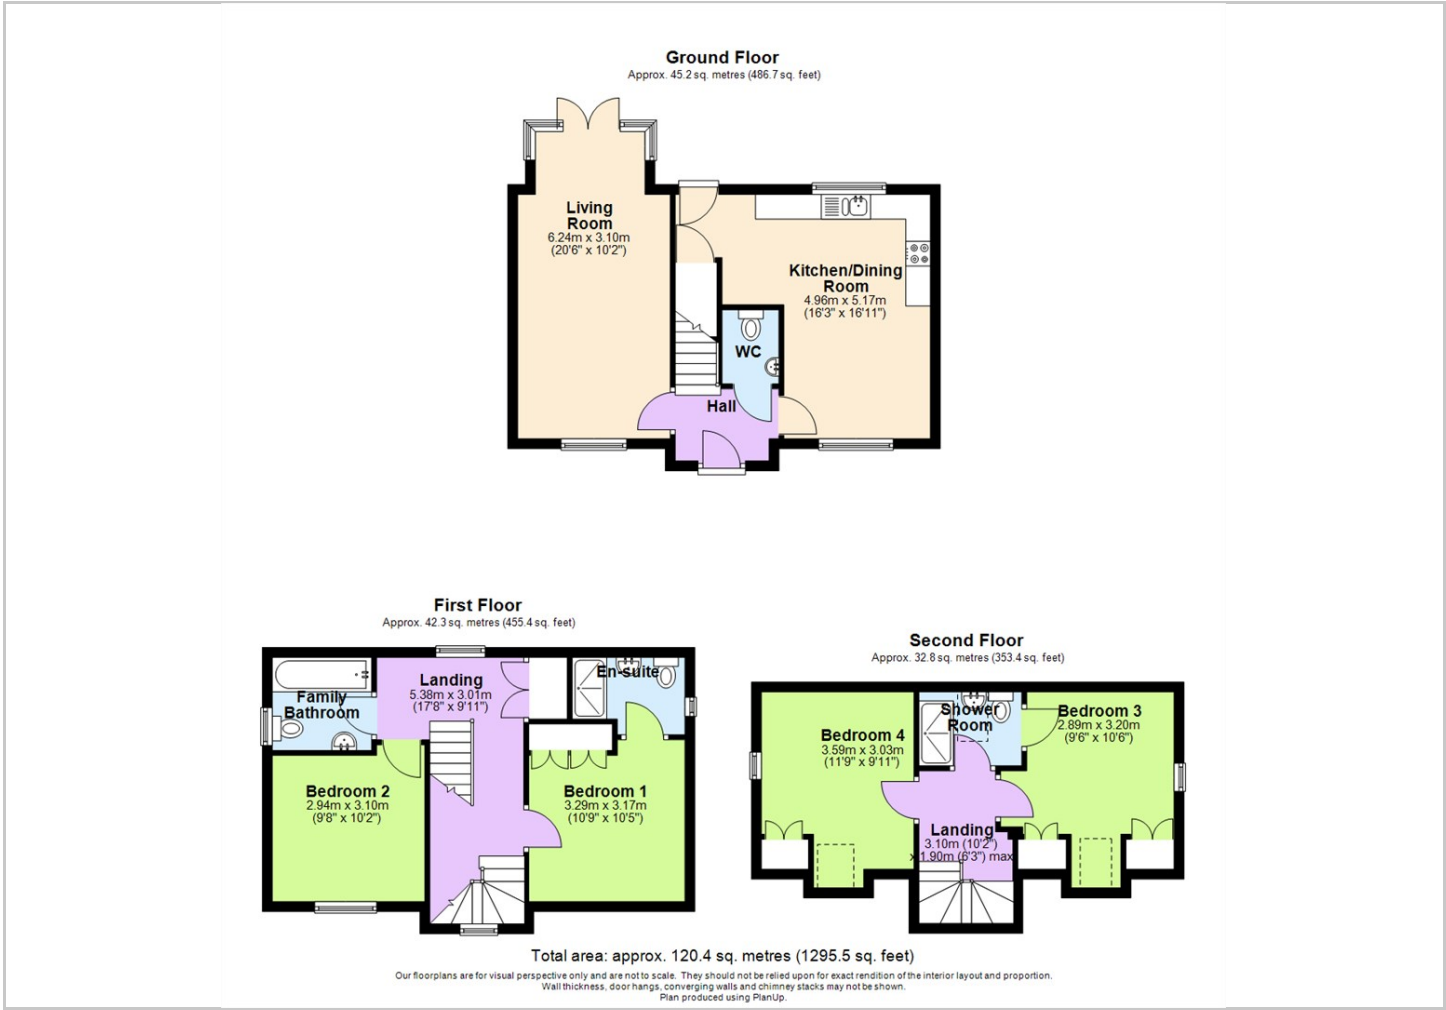 Ground Floor
Approx. 45.2 sq. metres (486.7 sq. feet)
Living
Room
6.24m x 3.10m
(20'6" x 10'2")
Kitchen/Dining
Room
4.96m x 5.17m
(16'3" x 16'11")
WC
Hall
First Floor
Approx. 42.3 sq. metres (455.4 sq. feet)
Landing
5.38m x 3.01m
(17'8" x 9'11")
En-suite
Family
Bathroom
Bedroom 2
2.94m x 3.10m
(9'8" x 10'2")
Bedroom 1
3.29m x 3.17m
(10'9" x 10'5")
Second Floor
Approx. 32.8 sq. metres (353.4 sq. feet)
Shower
Room
Bedroom 3
2.89m x 3.20m
(9'6" x 10'6")
Bedroom 4
3.59m x 3.03m
(11'9" x 9'11")
Landing
3.10m (10'2")
x 1.90m (6'3") max
Total area: approx. 120.4 sq. metres (1295.5 sq. feet)
Our floorplans are for visual perspective only and are not to scale. They should not be relied upon for exact rendition of the interior layout and proportion.
Wall thickness, door hangs, converging walls and chimney stacks may not be shown.
Plan produced using PlanUp.